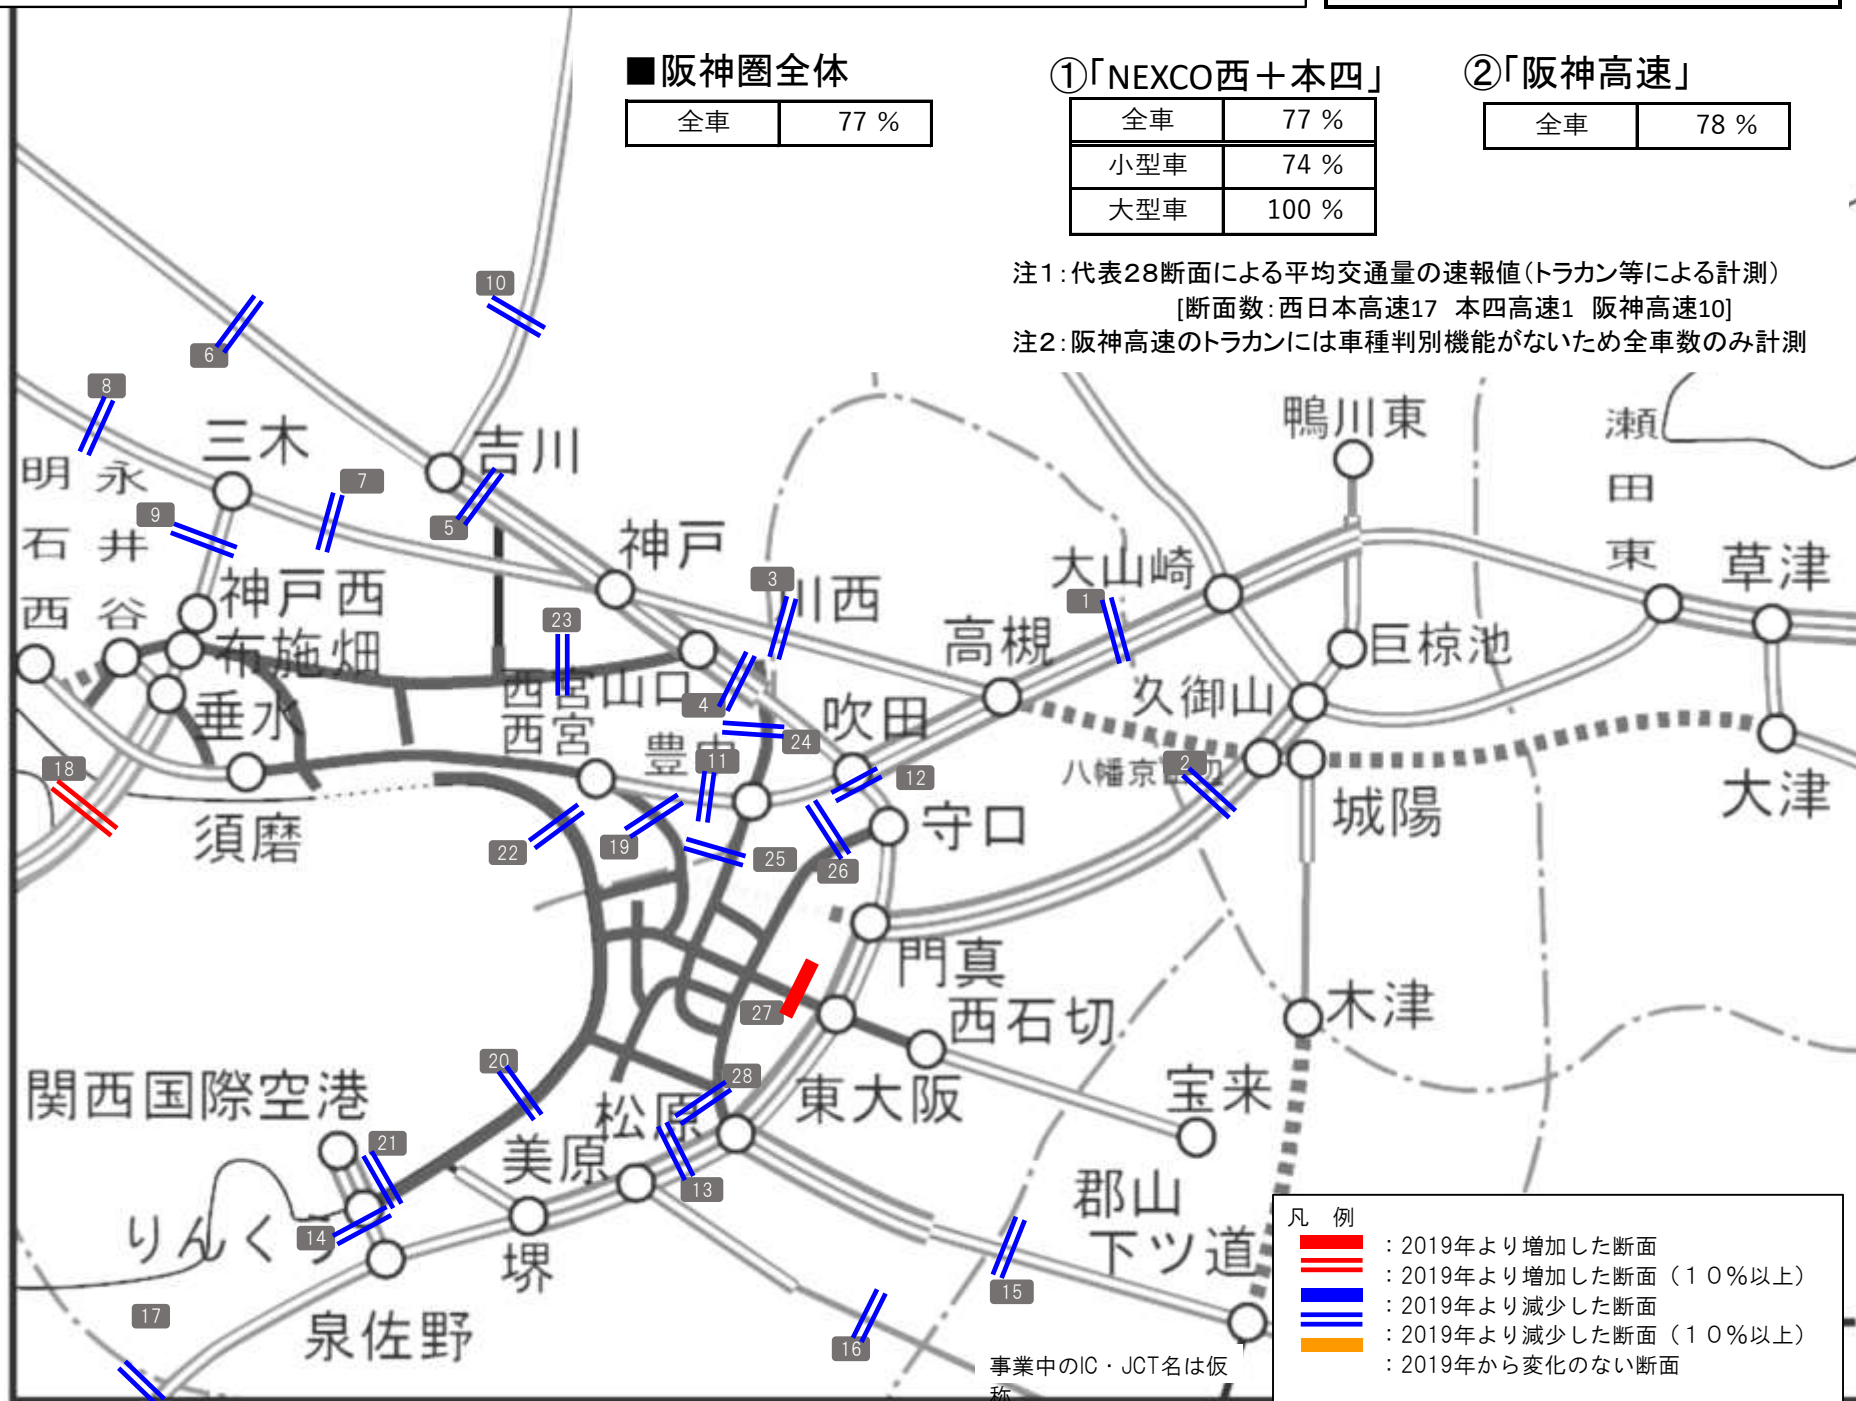 ■阪神圏全体
全車 77 %
①「NEXCO西＋本四」
全車 77 %
小型車 74 %
大型車 100 %
②「阪神高速」
全車 78 %
注1：代表28断面による平均交通量の速報値（トラカン等による計測）
[断面数：西日本高速17 本四高速1 阪神高速10]
注2：阪神高速のトラカンには車種判別機能がないため全車数のみ計測
10
6
8
三木
吉川
鴨川東
瀬田東
明石西
永井谷
7
9
5
神戸
大山崎
草津
神戸西
3
川西
1
布施畑
23
高槻
巨椋池
西宮山口
4
久御山
垂水
西宮
吹田
豊中
24
11
18
12
八幡京田辺
2
大津
須磨
22
19
25
26
守口
城陽
門真
27
西石切
木津
20
28
関西国際空港
松原
東大阪
宝来
21
美原
13
郡山
りんくう
14
堺
下ツ道
15
17
泉佐野
16
事業中のIC・JCT名は仮
称
凡 例
：2019年より増加した断面
：2019年より増加した断面（１０％以上）
：2019年より減少した断面
：2019年より減少した断面（１０％以上）
：2019年から変化のない断面